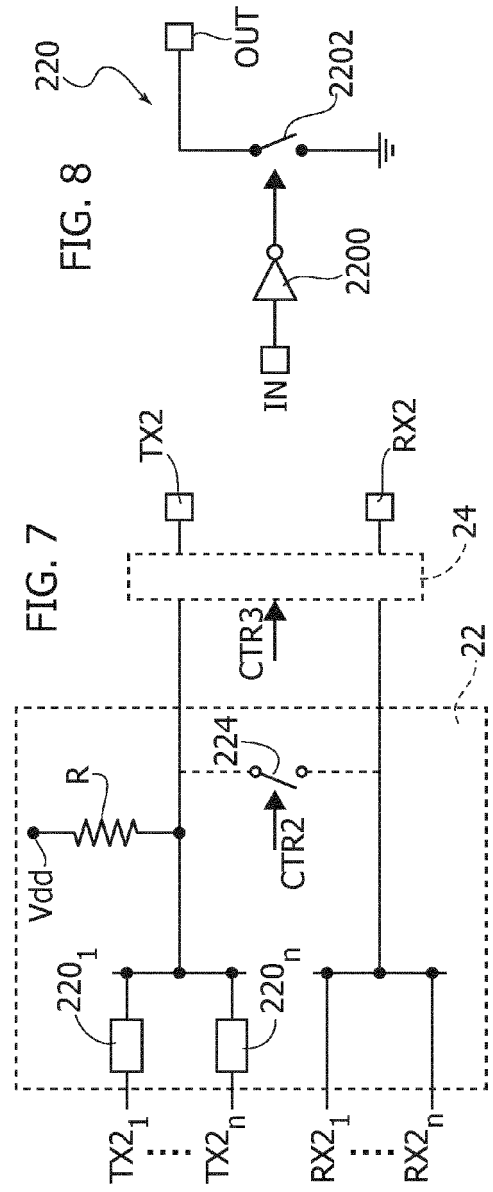 FIG. 7
Vdd
R
TX2
220₁
TX2₁
.....
TX2ₙ
220ₙ
224
CTR2
CTR3
RX2₁
.....
RX2ₙ
RX2
22
24
FIG. 8
220
OUT
IN
2200
2202